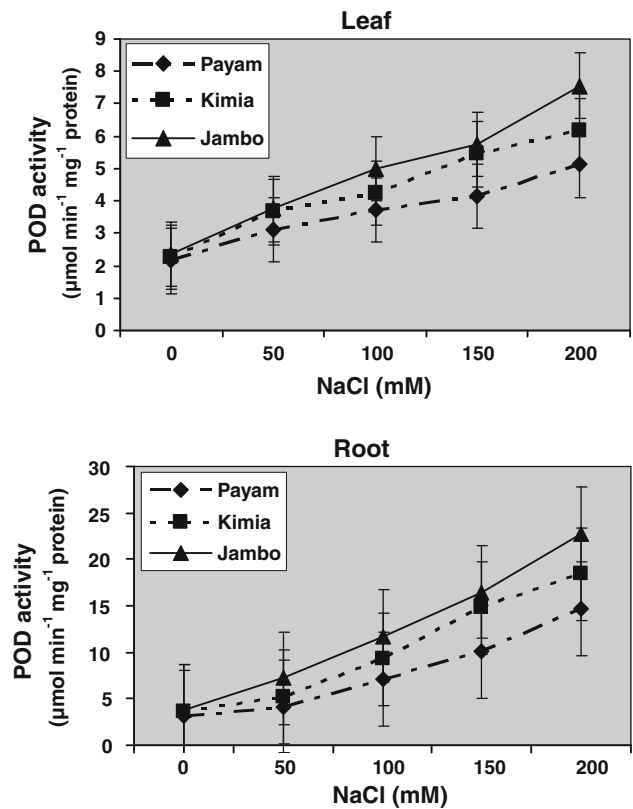 Leaf
9
8
7
6
5
4
3
2
1
0
POD activity
(µmol min⁻¹ mg⁻¹ protein)
Payam
Kimia
Jambo
0 50 100 150 200
NaCl (mM)
Root
30
25
20
15
10
5
0
POD activity
(µmol min⁻¹ mg⁻¹ protein)
Payam
Kimia
Jambo
0 50 100 150 200
NaCl (mM)